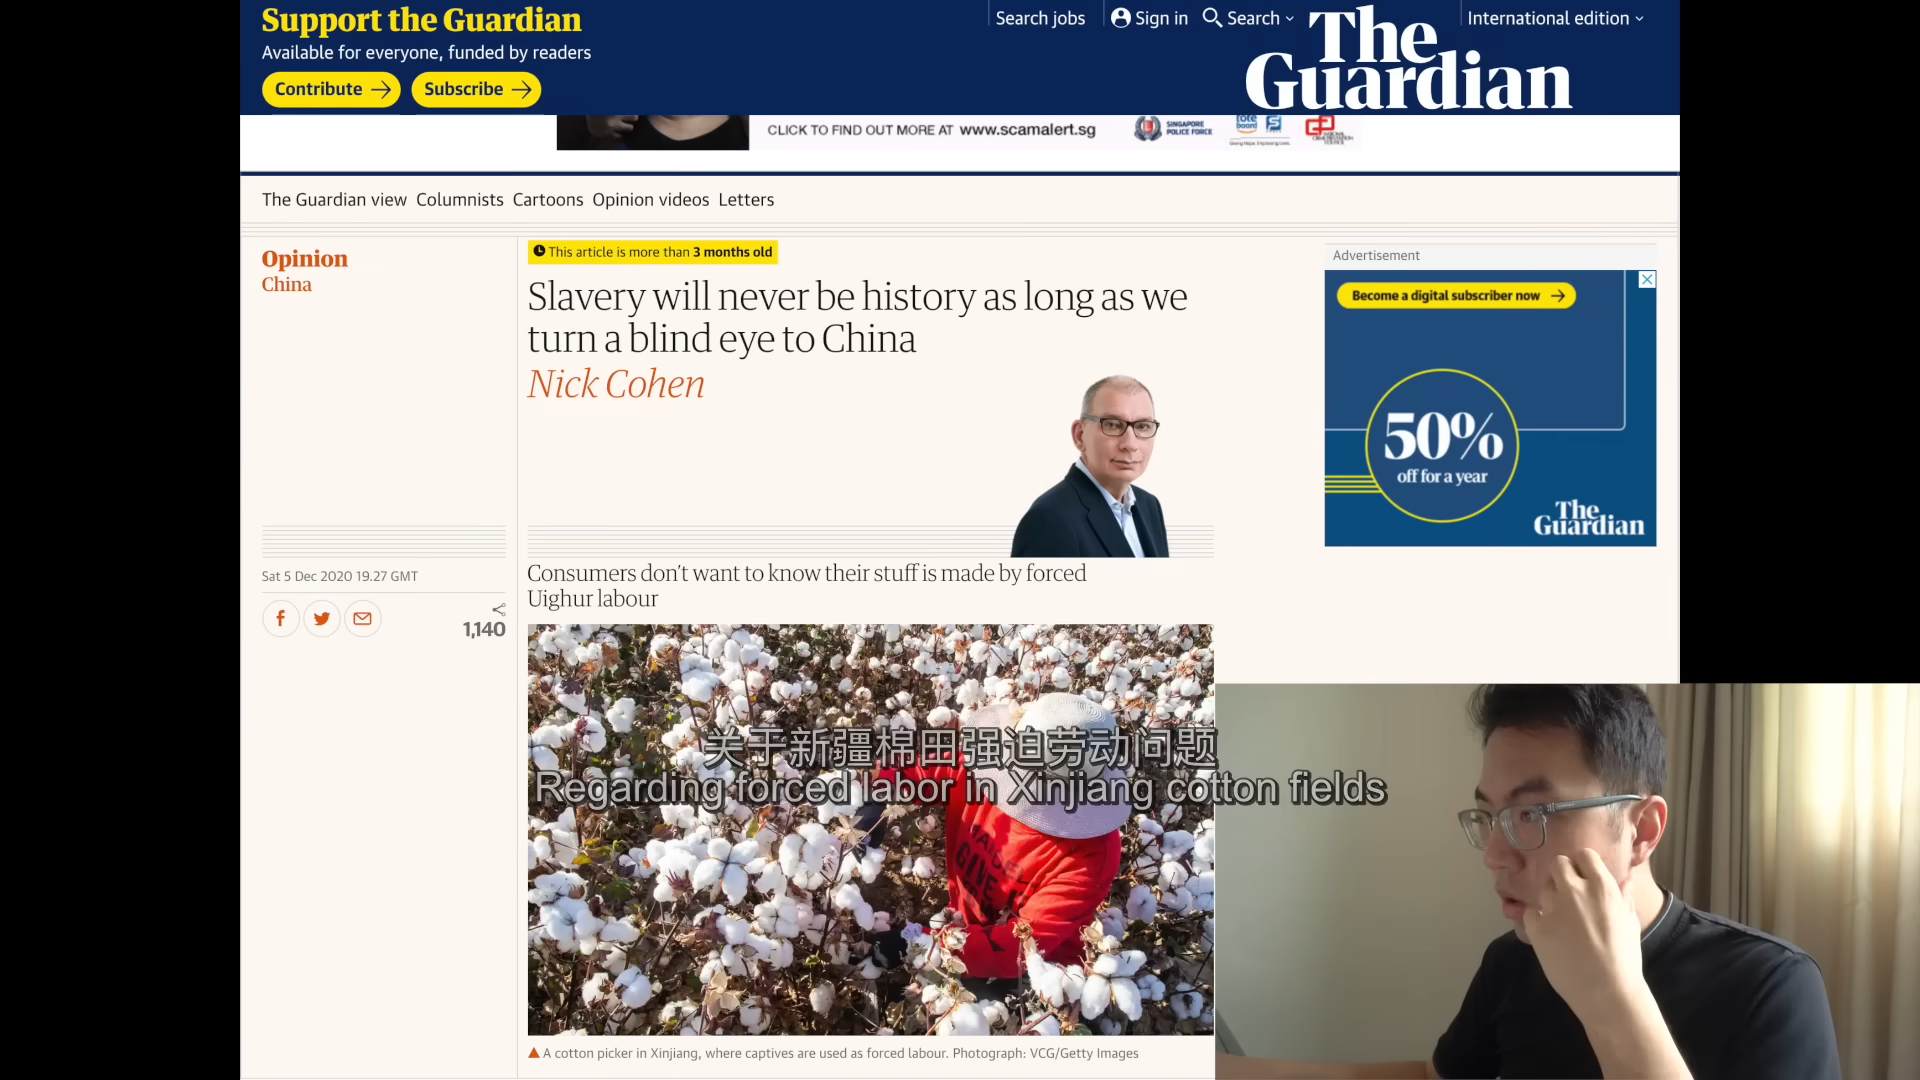 Support the Guardian
Available for everyone, funded by readers
Contribute
Subscribe
Search jobs
Sign in
Search
International edition
The
Guardian
CLICK TO FIND OUT MORE AT www.scamalert.sg
SINGAPORE
POLICE FORCE
The Guardian view Columnists Cartoons Opinion videos Letters
Opinion
China
This article is more than 3 months old
Slavery will never be history as long as we
turn a blind eye to China
Nick Cohen
Advertisement
Become a digital subscriber now
50%
off for a year
The
Guardian
Sat 5 Dec 2020 19.27 GMT
1,140
Consumers don't want to know their stuff is made by forced
Uighur labour
关于新疆棉田强迫劳动问题
Regarding forced labor in Xinjiang cotton fields
A cotton picker in Xinjiang, where captives are used as forced labour. Photograph: VCG/Getty Images